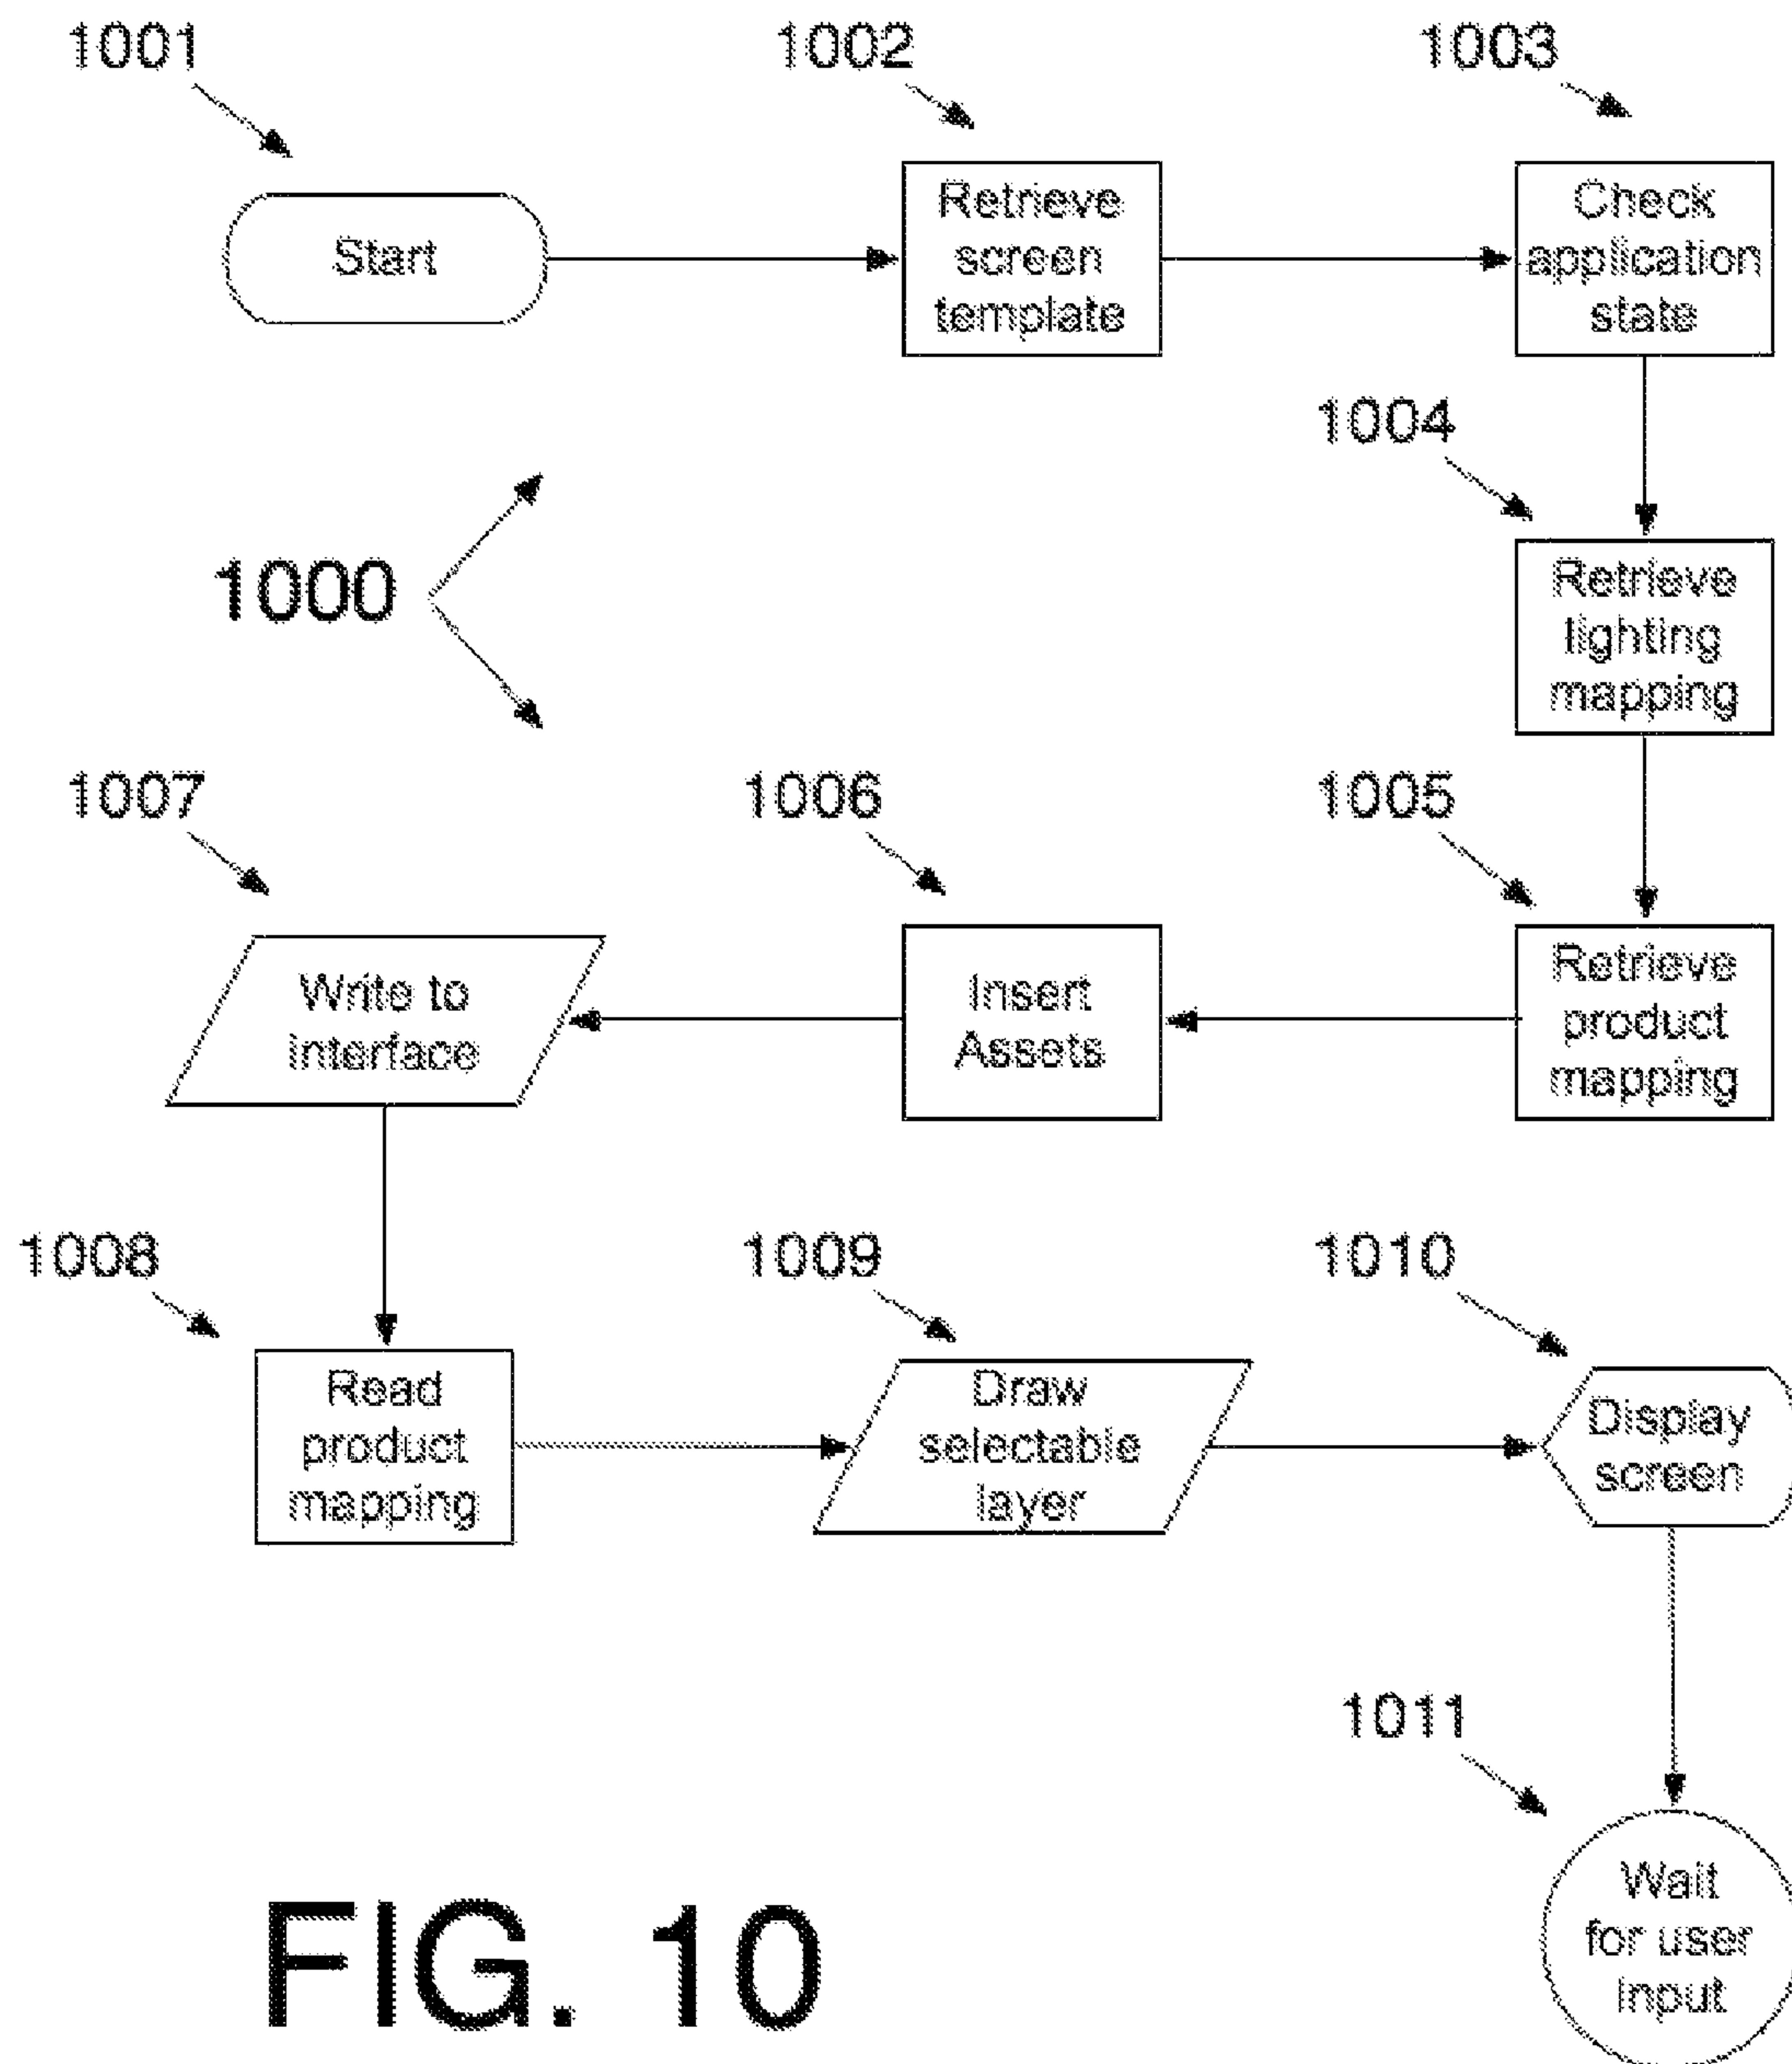 1001
1002
1003
Start
Retrieve
screen
template
Check
application
state
1004
1000
Retrieve
lighting
mapping
1007
1006
1005
Write to
interface
Insert
Assets
Retrieve
product
mapping
1008
1009
1010
Read
product
mapping
Draw
selectable
layer
Display
screen
1011
Wait
for user
input
FIG. 10